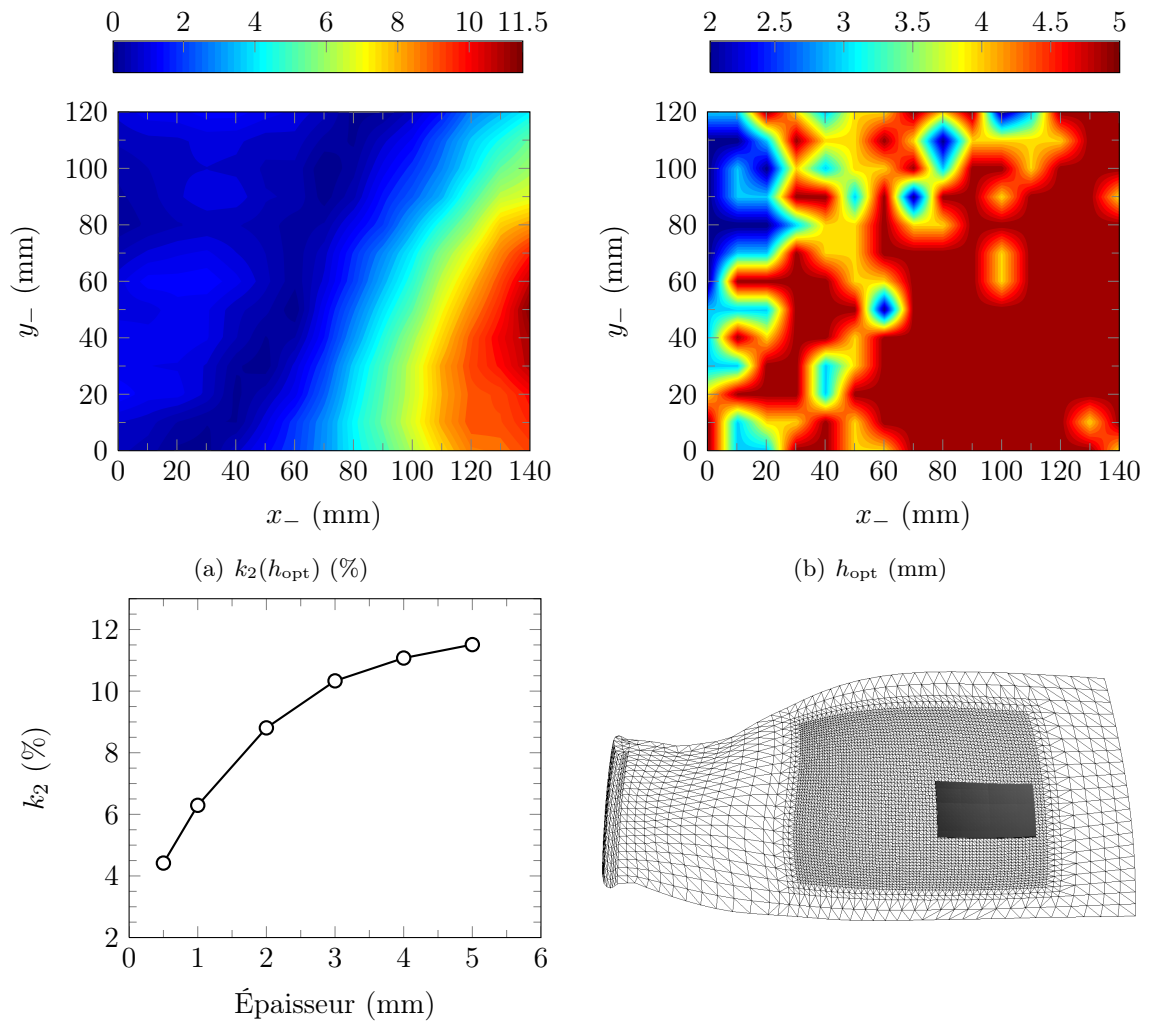 0 2 4 6 8 10 11.5
2 2.5 3 3.5 4 4.5 5
120
100
80
60
40
20
0
y₋ (mm)
0 20 40 60 80 100 120 140
x₋ (mm)
120
100
80
60
40
20
0
y₋ (mm)
0 20 40 60 80 100 120 140
x₋ (mm)
(a) k₂(hₒₚₜ) (%)
(b) hₒₚₜ (mm)
12
10
8
6
4
2
k₂ (%)
0 1 2 3 4 5 6
Épaisseur (mm)